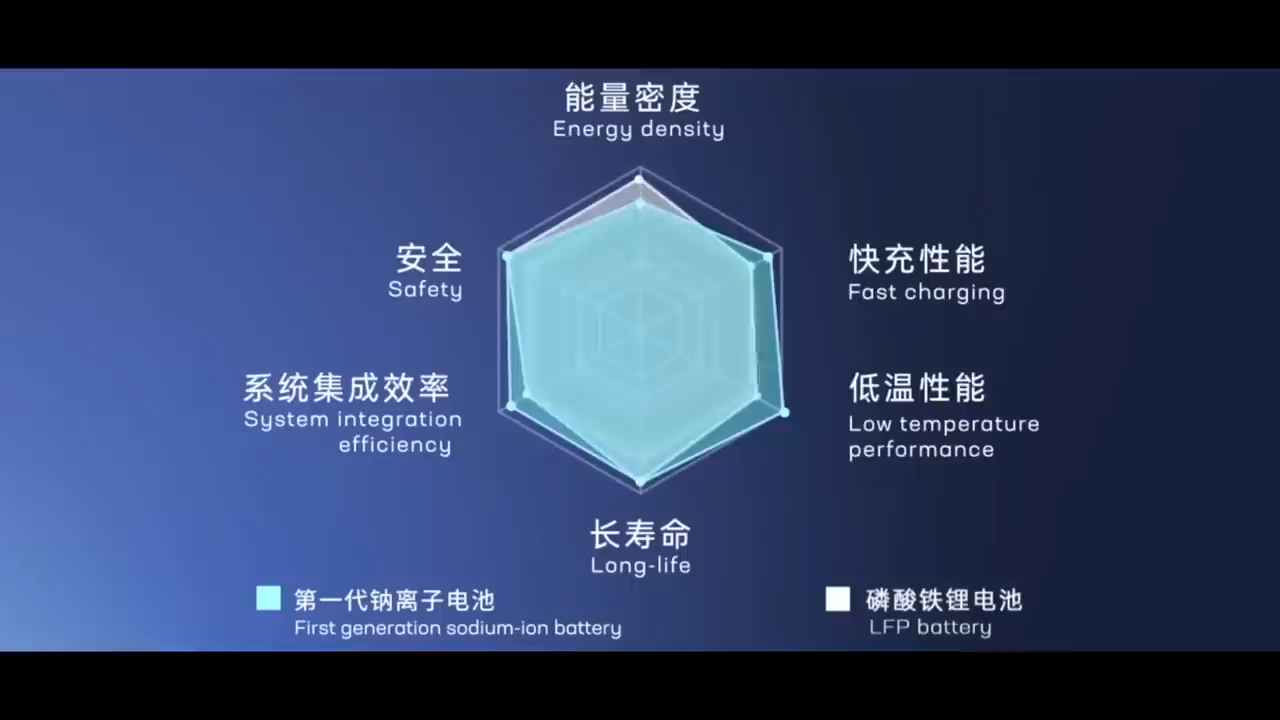 能量密度
Energy density
安全
Safety
快充性能
Fast charging
系统集成效率
System integration
efficiency
低温性能
Low temperature
performance
长寿命
Long-life
第一代钠离子电池
First generation sodium-ion battery
磷酸铁锂电池
LFP battery